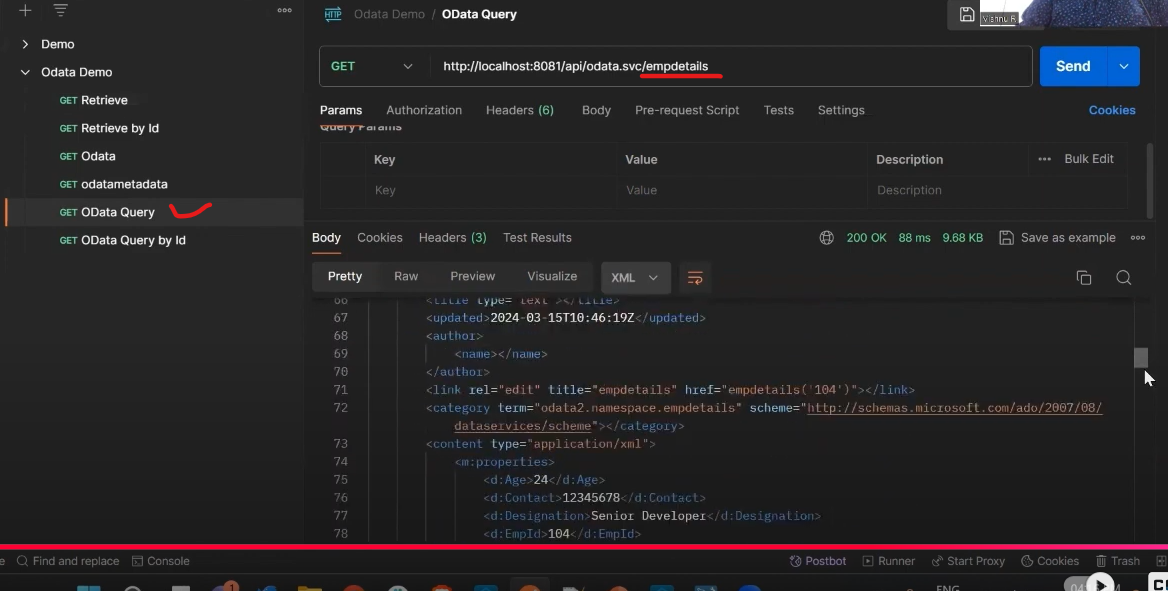 Odata Demo / OData Query
Vishnu R
Demo
Odata Demo
GET Retrieve
GET Retrieve by Id
GET Odata
GET odatametadata
GET OData Query
GET OData Query by Id
HTTP
GET http://localhost:8081/api/odata.svc/empdetails Send
Params Authorization Headers (6) Body Pre-request Script Tests Settings Cookies
Query Params
Key Value Description Bulk Edit
Key Value Description
Body Cookies Headers (3) Test Results 200 OK 88 ms 9.68 KB Save as example
Pretty Raw Preview Visualize XML
66 <title type="text"></title>
67 <updated>2024-03-15T10:46:19Z</updated>
68 <author>
69 <name></name>
70 </author>
71 <link rel="edit" title="empdetails" href="empdetails('104')"></link>
72 <category term="odata2.namespace.empdetails" scheme="http://schemas.microsoft.com/ado/2007/08/
dataservices/scheme"></category>
73 <content type="application/xml">
74 <m:properties>
75 <d:Age>24</d:Age>
76 <d:Contact>12345678</d:Contact>
77 <d:Designation>Senior Developer</d:Designation>
78 <d:EmpId>104</d:EmpId>
Find and replace Console Postbot Runner Start Proxy Cookies Trash
1 ENG